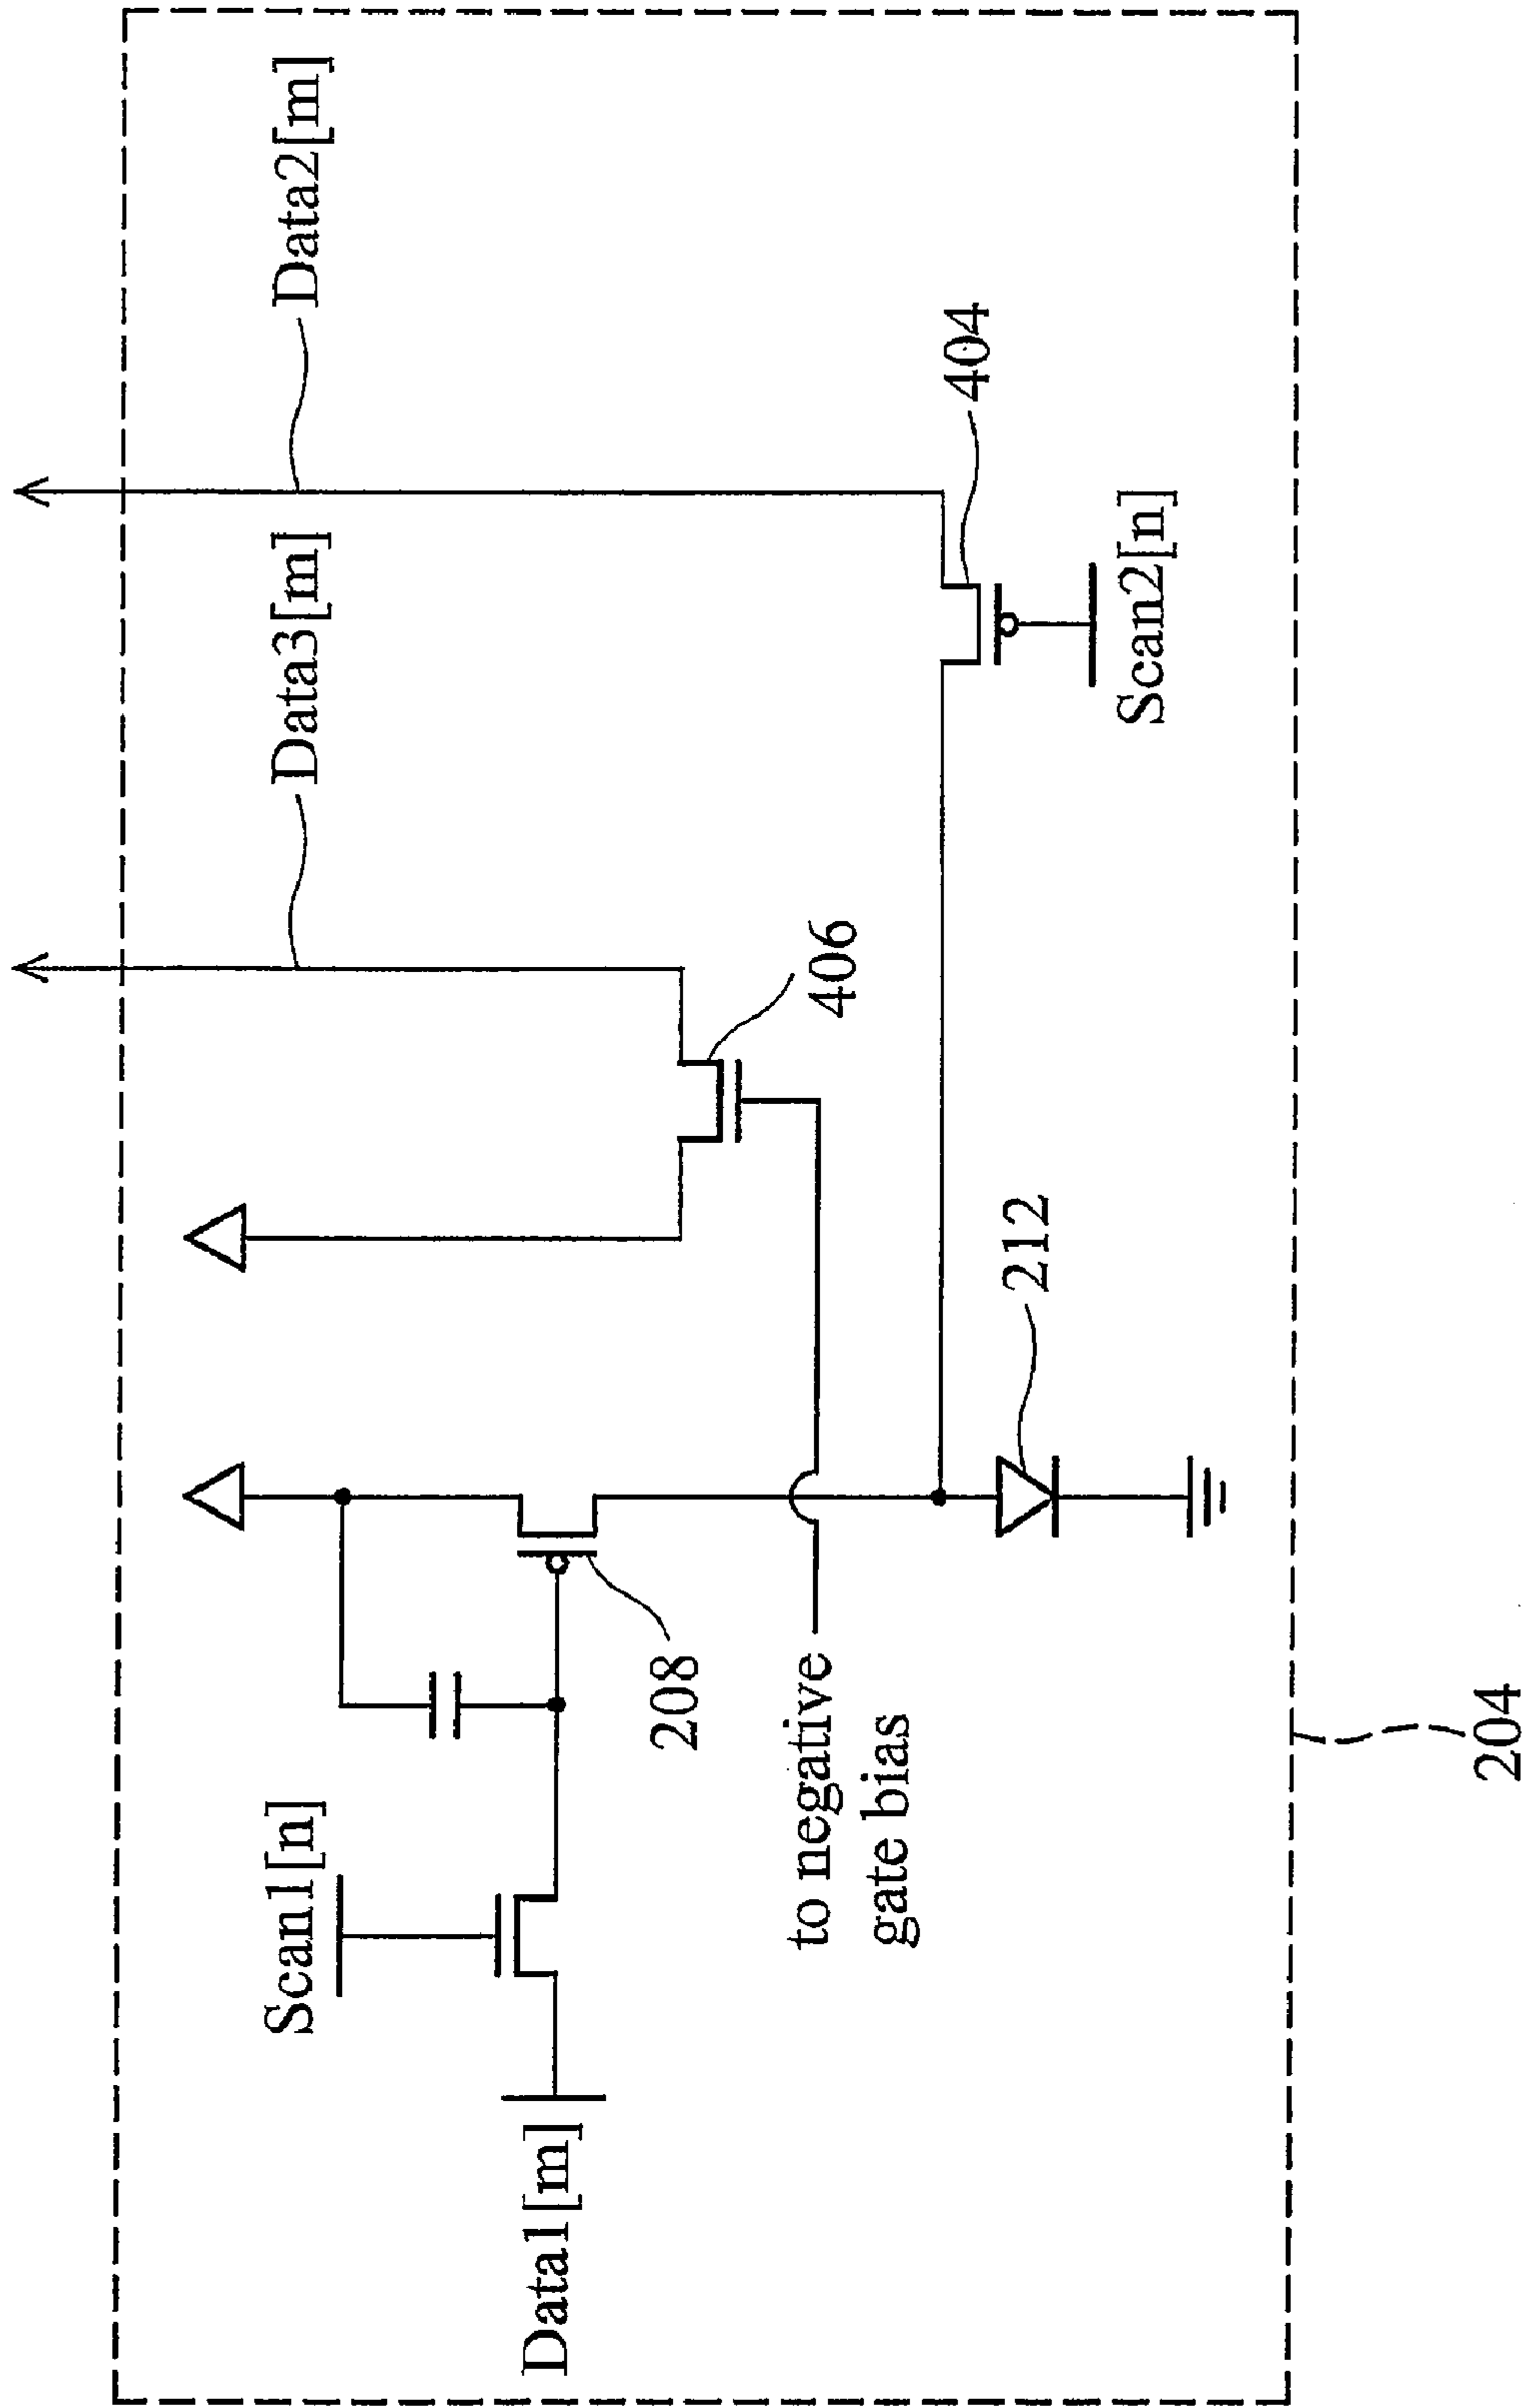 Data2[m]
Data3[m]
404
406
Scan2[n]
212
208
Scan1[n]
to negative
gate bias
Data1[m]
204